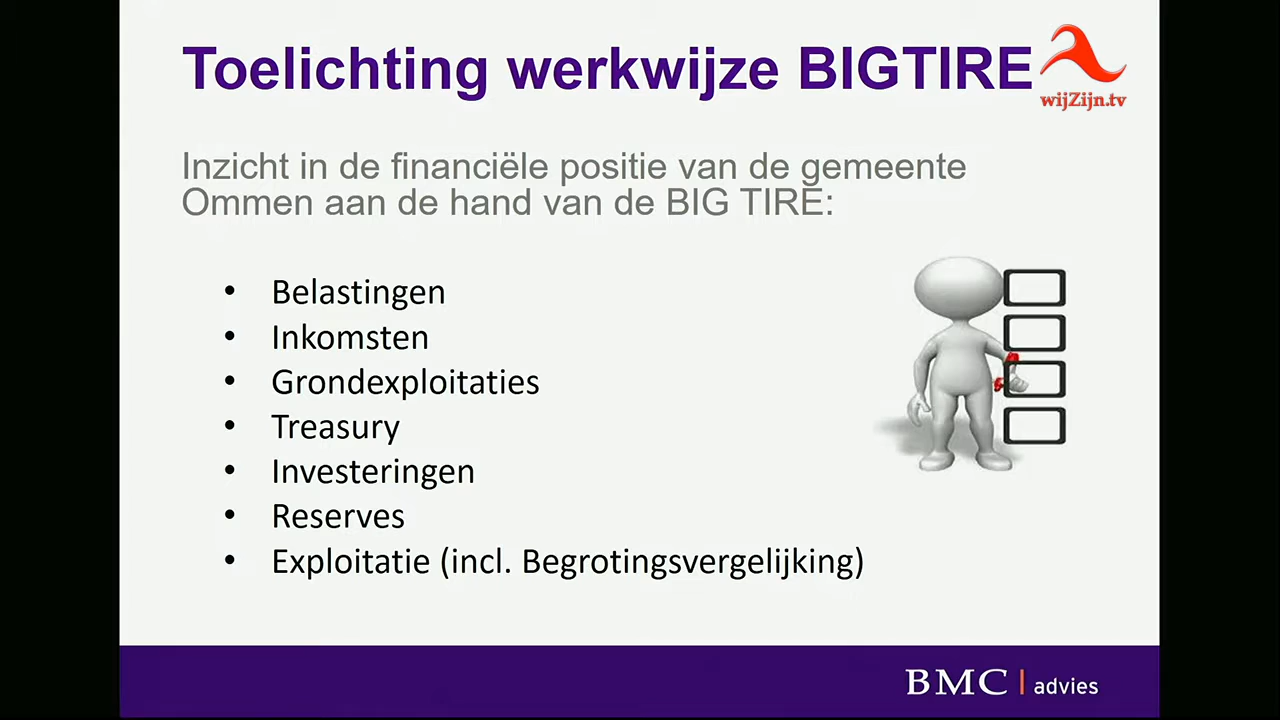 Toelichting werkwijze BIGTIRE
wijZijn.tv
Inzicht in de financiële positie van de gemeente
Ommen aan de hand van de BIG TIRE:
• Belastingen
• Inkomsten
• Grondexploitaties
• Treasury
• Investeringen
• Reserves
• Exploitatie (incl. Begrotingsvergelijking)
BMC | advies